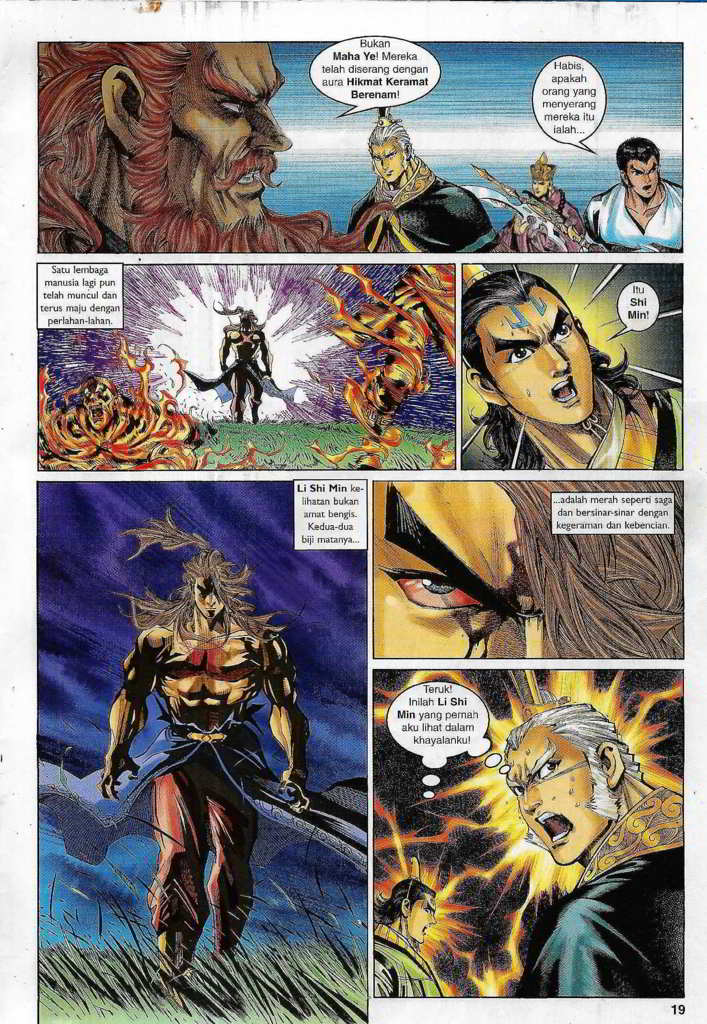 Bukan
Maha Ye! Mereka
telah diserang dengan
aura Hikmat Keramat
Berenam!
Habis,
apakah
orang yang
menyerang
mereka itu
ialah...
Satu lembaga
manusia lagi pun
telah muncul dan
terus maju dengan
perlahan-lahan.
Itu
Shi
Min!
Li Shi Min ke-
lihatan bukan
amat bengis.
Kedua-dua
biji matanya...
...adalah merah seperti saga
dan bersinar-sinar dengan
kegeraman dan kebencian.
Teruk!
Inilah Li Shi
Min yang pernah
aku lihat dalam
khayalanku!
19